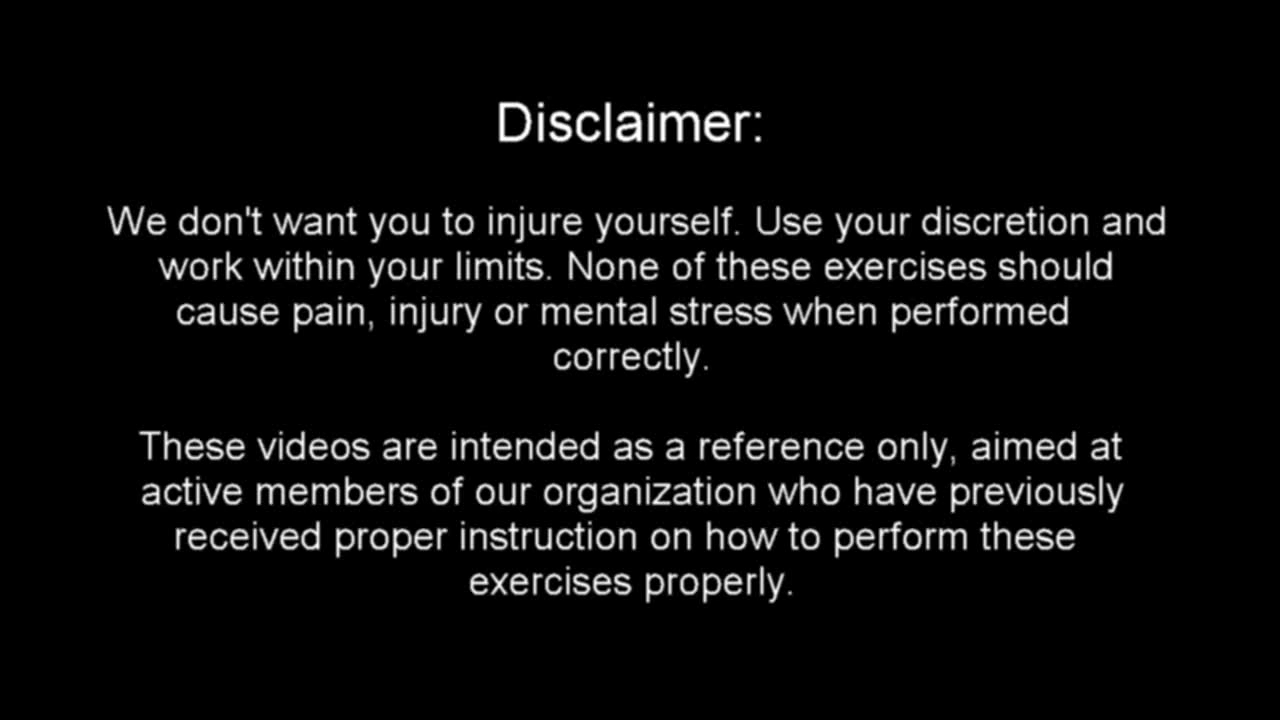 Disclaimer:
We don't want you to injure yourself. Use your discretion and
work within your limits. None of these exercises should
cause pain, injury or mental stress when performed
correctly.
These videos are intended as a reference only, aimed at
active members of our organization who have previously
received proper instruction on how to perform these
exercises properly.